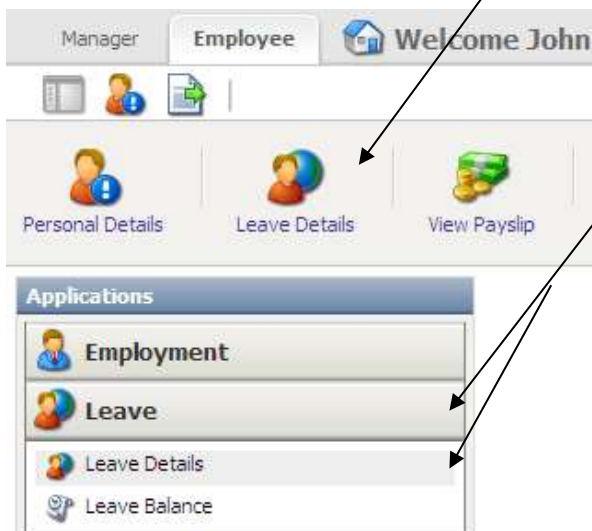 Manager Employee Welcome John
Personal Details Leave Details View Payslip
Applications
Employment
Leave
Leave Details
Leave Balance